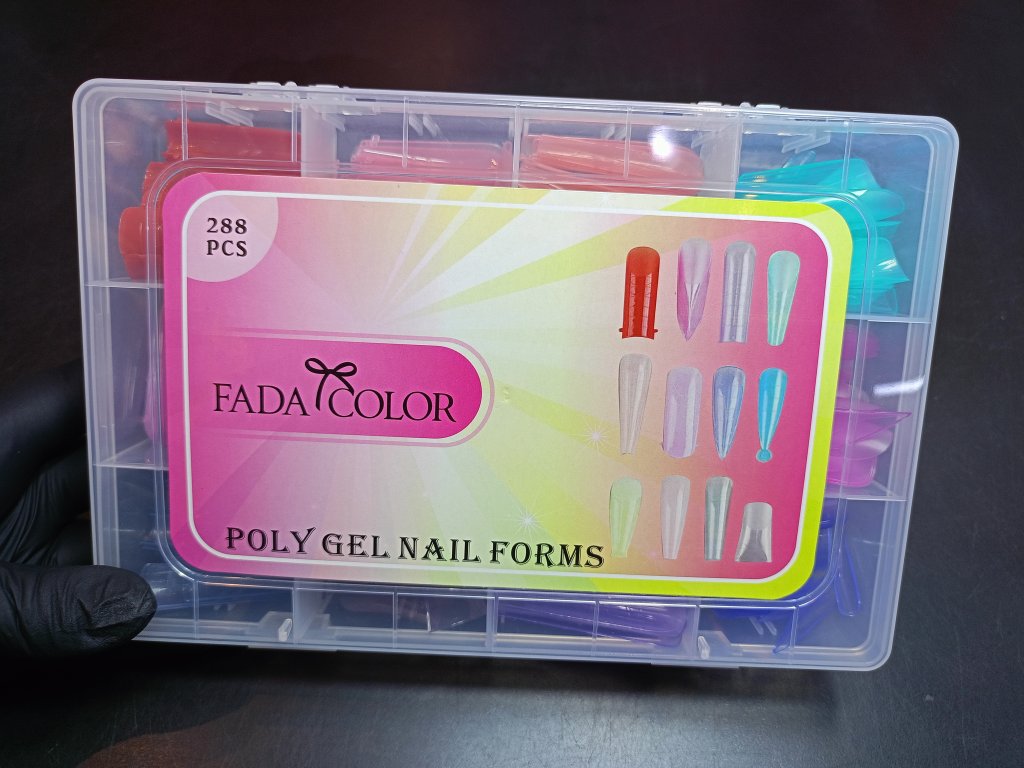 288
PCS
FADA COLOR
POLY GEL NAIL FORMS